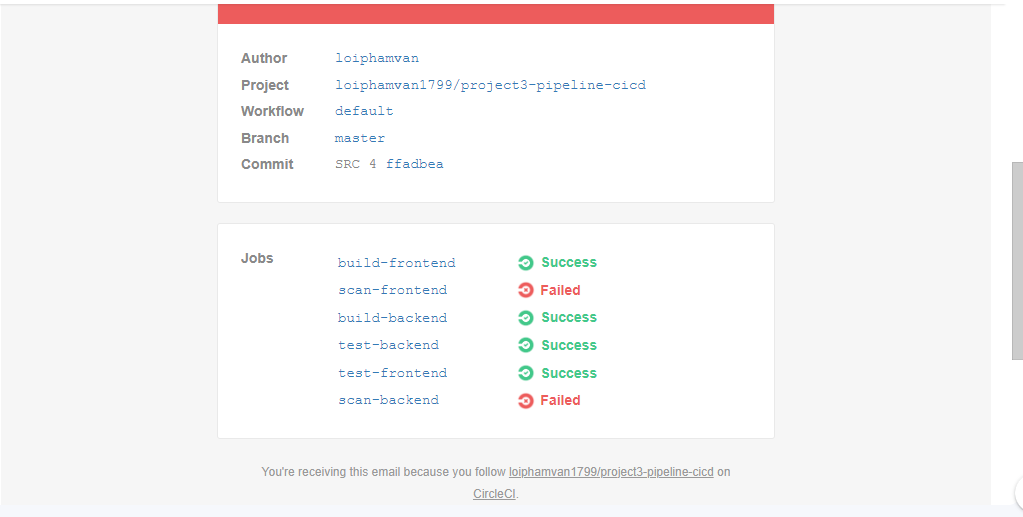 Author loiphamvan
Project loiphamvan1799/project3-pipeline-cicd
Workflow default
Branch master
Commit SRC 4 ffadbea
Jobs build-frontend Success
scan-frontend Failed
build-backend Success
test-backend Success
test-frontend Success
scan-backend Failed
You're receiving this email because you follow loiphamvan1799/project3-pipeline-cicd on
CircleCI.